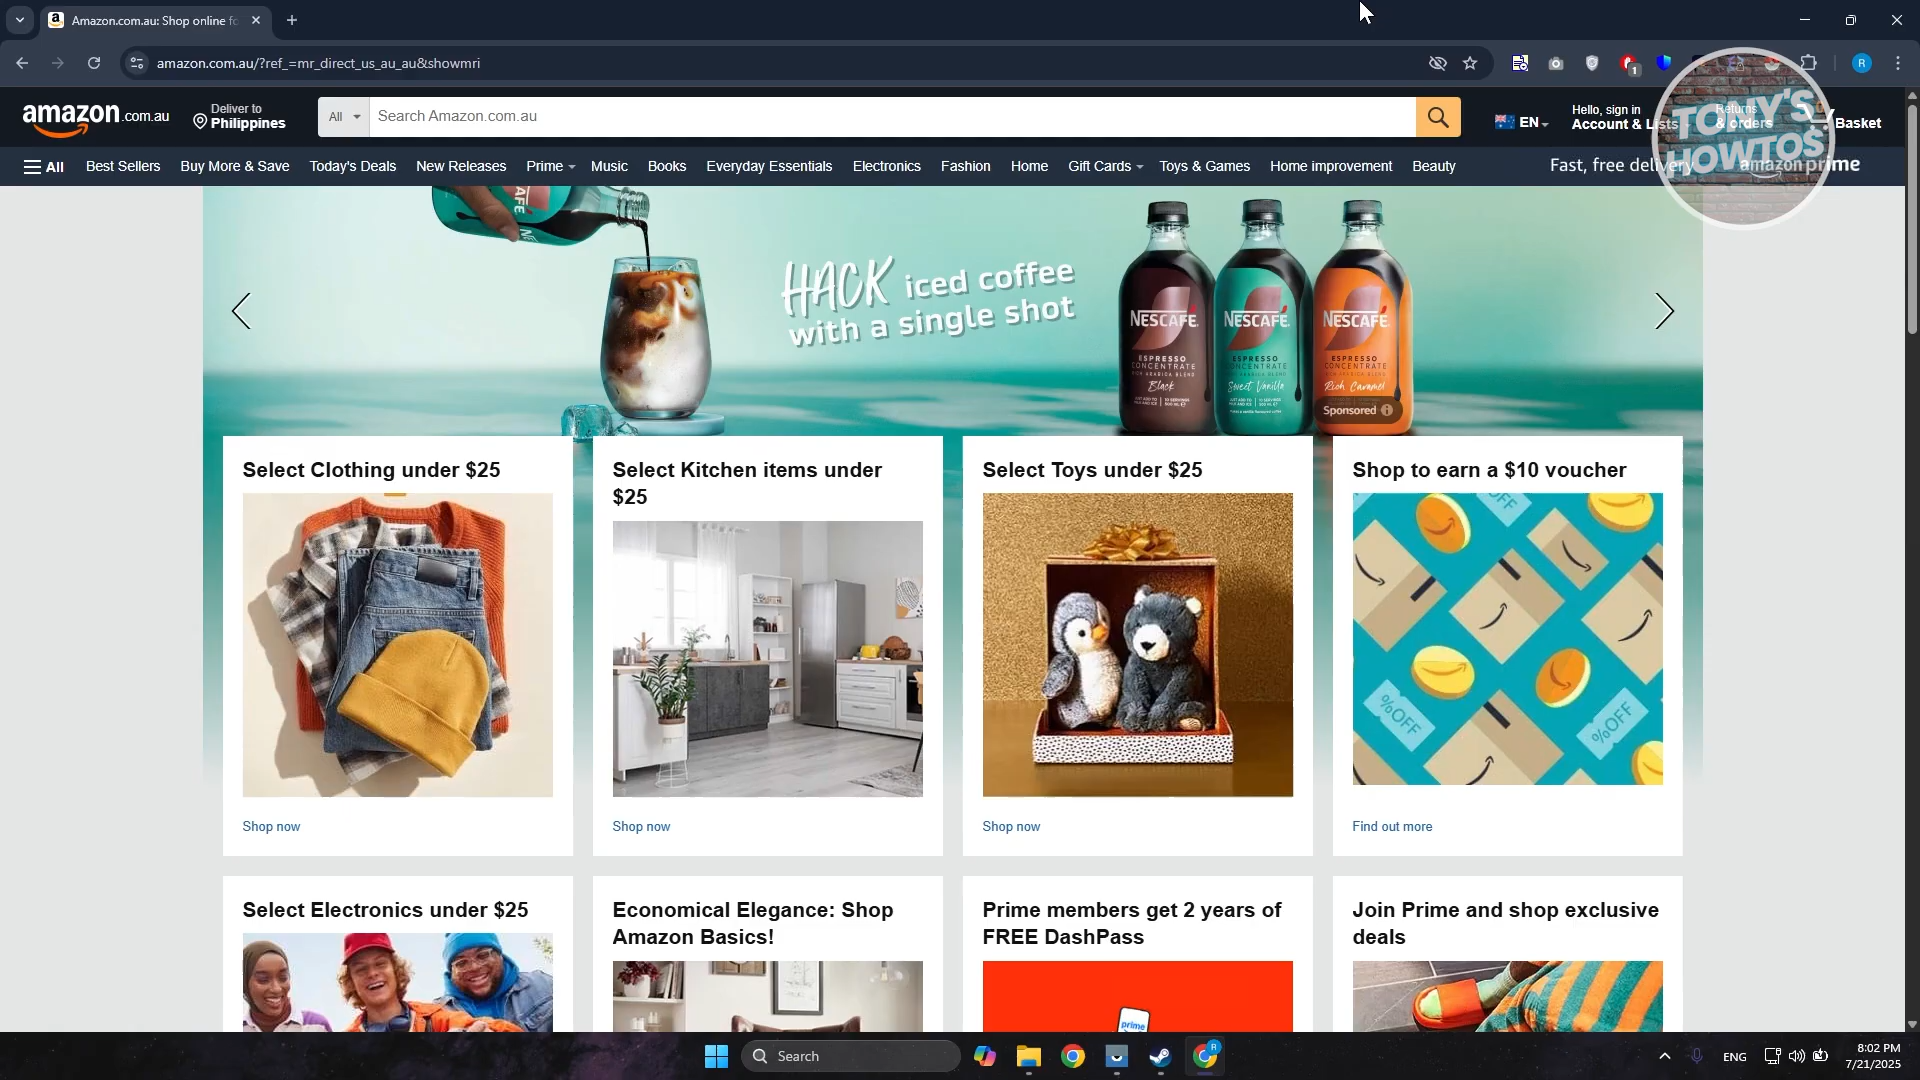 Amazon.com.au: Shop online fo
amazon.com.au/?ref_=mr_direct_us_au_au&showmri
1
R
amazon.com.au
Deliver to
Philippines
All
Search Amazon.com.au
EN
Hello, sign in
Account & Lists
Returns
& orders
Basket
TONY'S
HOWTOS
All
Best Sellers
Buy More & Save
Today's Deals
New Releases
Prime
Music
Books
Everyday Essentials
Electronics
Fashion
Home
Gift Cards
Toys & Games
Home improvement
Beauty
Fast, free delivery
amazon prime
HACK iced coffee
with a single shot
NESCAFÉ.
ESPRESSO
CONCENTRATE
Black
NESCAFÉ.
ESPRESSO
CONCENTRATE
Sweet Vanilla
NESCAFÉ.
ESPRESSO
CONCENTRATE
Rich Caramel
Sponsored
Select Clothing under $25
Shop now
Select Kitchen items under
$25
Shop now
Select Toys under $25
Shop now
Shop to earn a $10 voucher
OFF
%OFF
%OFF
Find out more
Select Electronics under $25
Economical Elegance: Shop
Amazon Basics!
Prime members get 2 years of
FREE DashPass
prime
Join Prime and shop exclusive
deals
Search
R
ENG
8:02 PM
7/21/2025